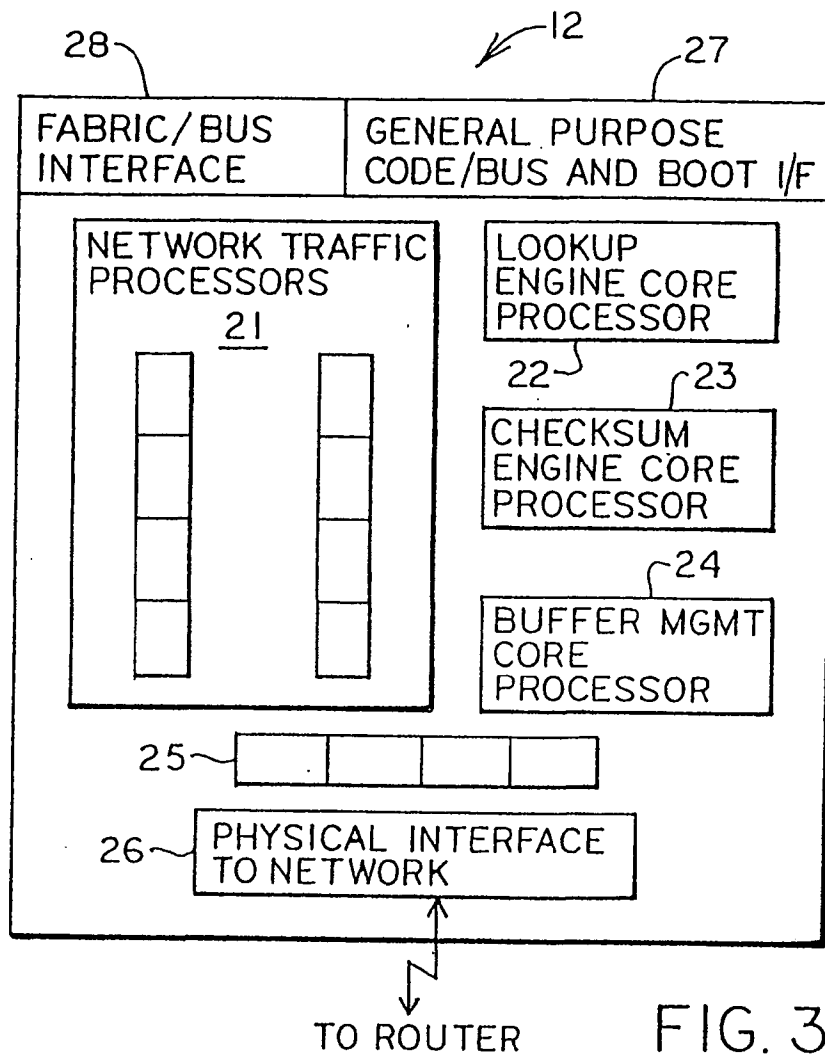 12
28
27
FABRIC/BUS
INTERFACE
GENERAL PURPOSE
CODE/BUS AND BOOT I/F
NETWORK TRAFFIC
PROCESSORS
21
LOOKUP
ENGINE CORE
PROCESSOR
22
23
CHECKSUM
ENGINE CORE
PROCESSOR
24
BUFFER MGMT
CORE
PROCESSOR
25
26
PHYSICAL INTERFACE
TO NETWORK
TO ROUTER
FIG. 3